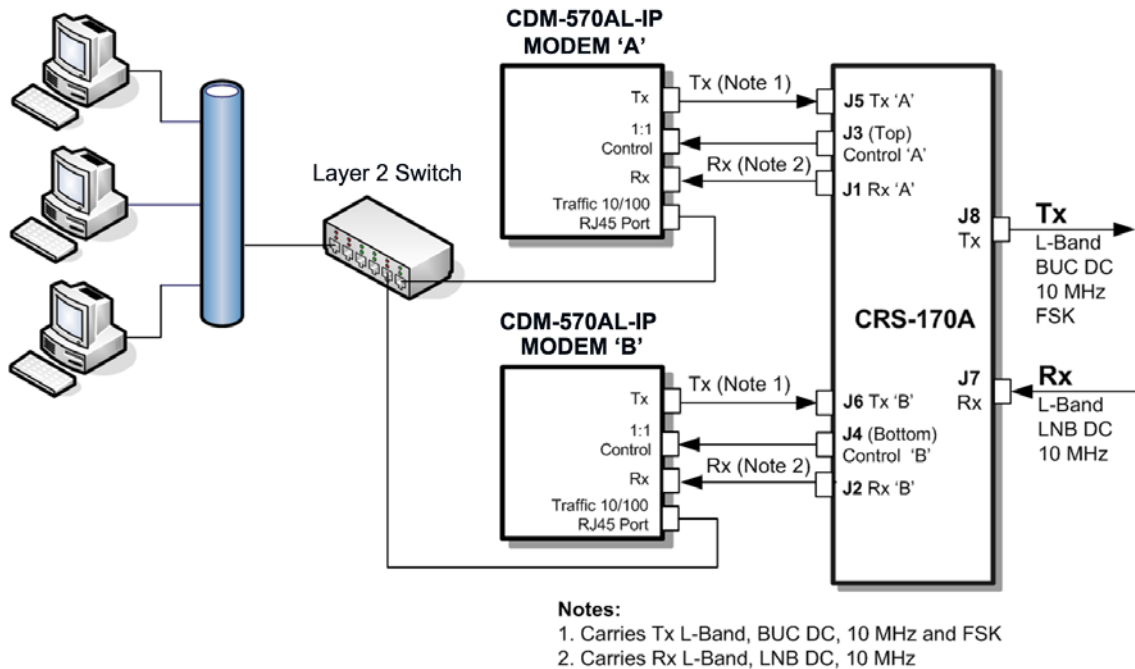 CDM-570AL-IP
MODEM ‘A’
Tx
1:1
Control
Rx
Traffic 10/100
RJ45 Port
Tx (Note 1)
Rx (Note 2)
J5 Tx ‘A’
J3 (Top)
Control ‘A’
J1 Rx ‘A’
Layer 2 Switch
CDM-570AL-IP
MODEM ‘B’
Tx
1:1
Control
Rx
Traffic 10/100
RJ45 Port
Tx (Note 1)
Rx (Note 2)
J6 Tx ‘B’
J4 (Bottom)
Control ‘B’
J2 Rx ‘B’
CRS-170A
J8
Tx
J7
Rx
Tx
L-Band
BUC DC
10 MHz
FSK
Rx
L-Band
LNB DC
10 MHz
Notes:
1. Carries Tx L-Band, BUC DC, 10 MHz and FSK
2. Carries Rx L-Band, LNB DC, 10 MHz